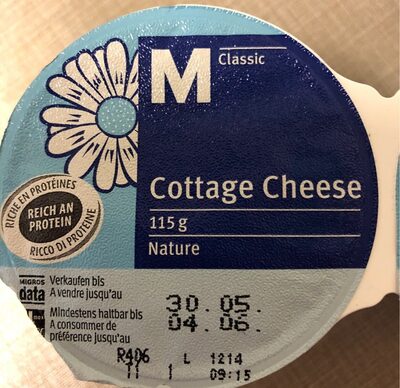 M Classic
Cottage Cheese
115 g
Nature
RICHE EN PROTÉINES
REICH AN
PROTEIN
RICCO DI PROTEINE
MIGROS
data
Verkaufen bis
A vendre jusqu'au
30.05.
Mindestens haltbar bis
A consommer de
préférence jusqu'au
04.06.
R406 L 1214
11 1 09:15